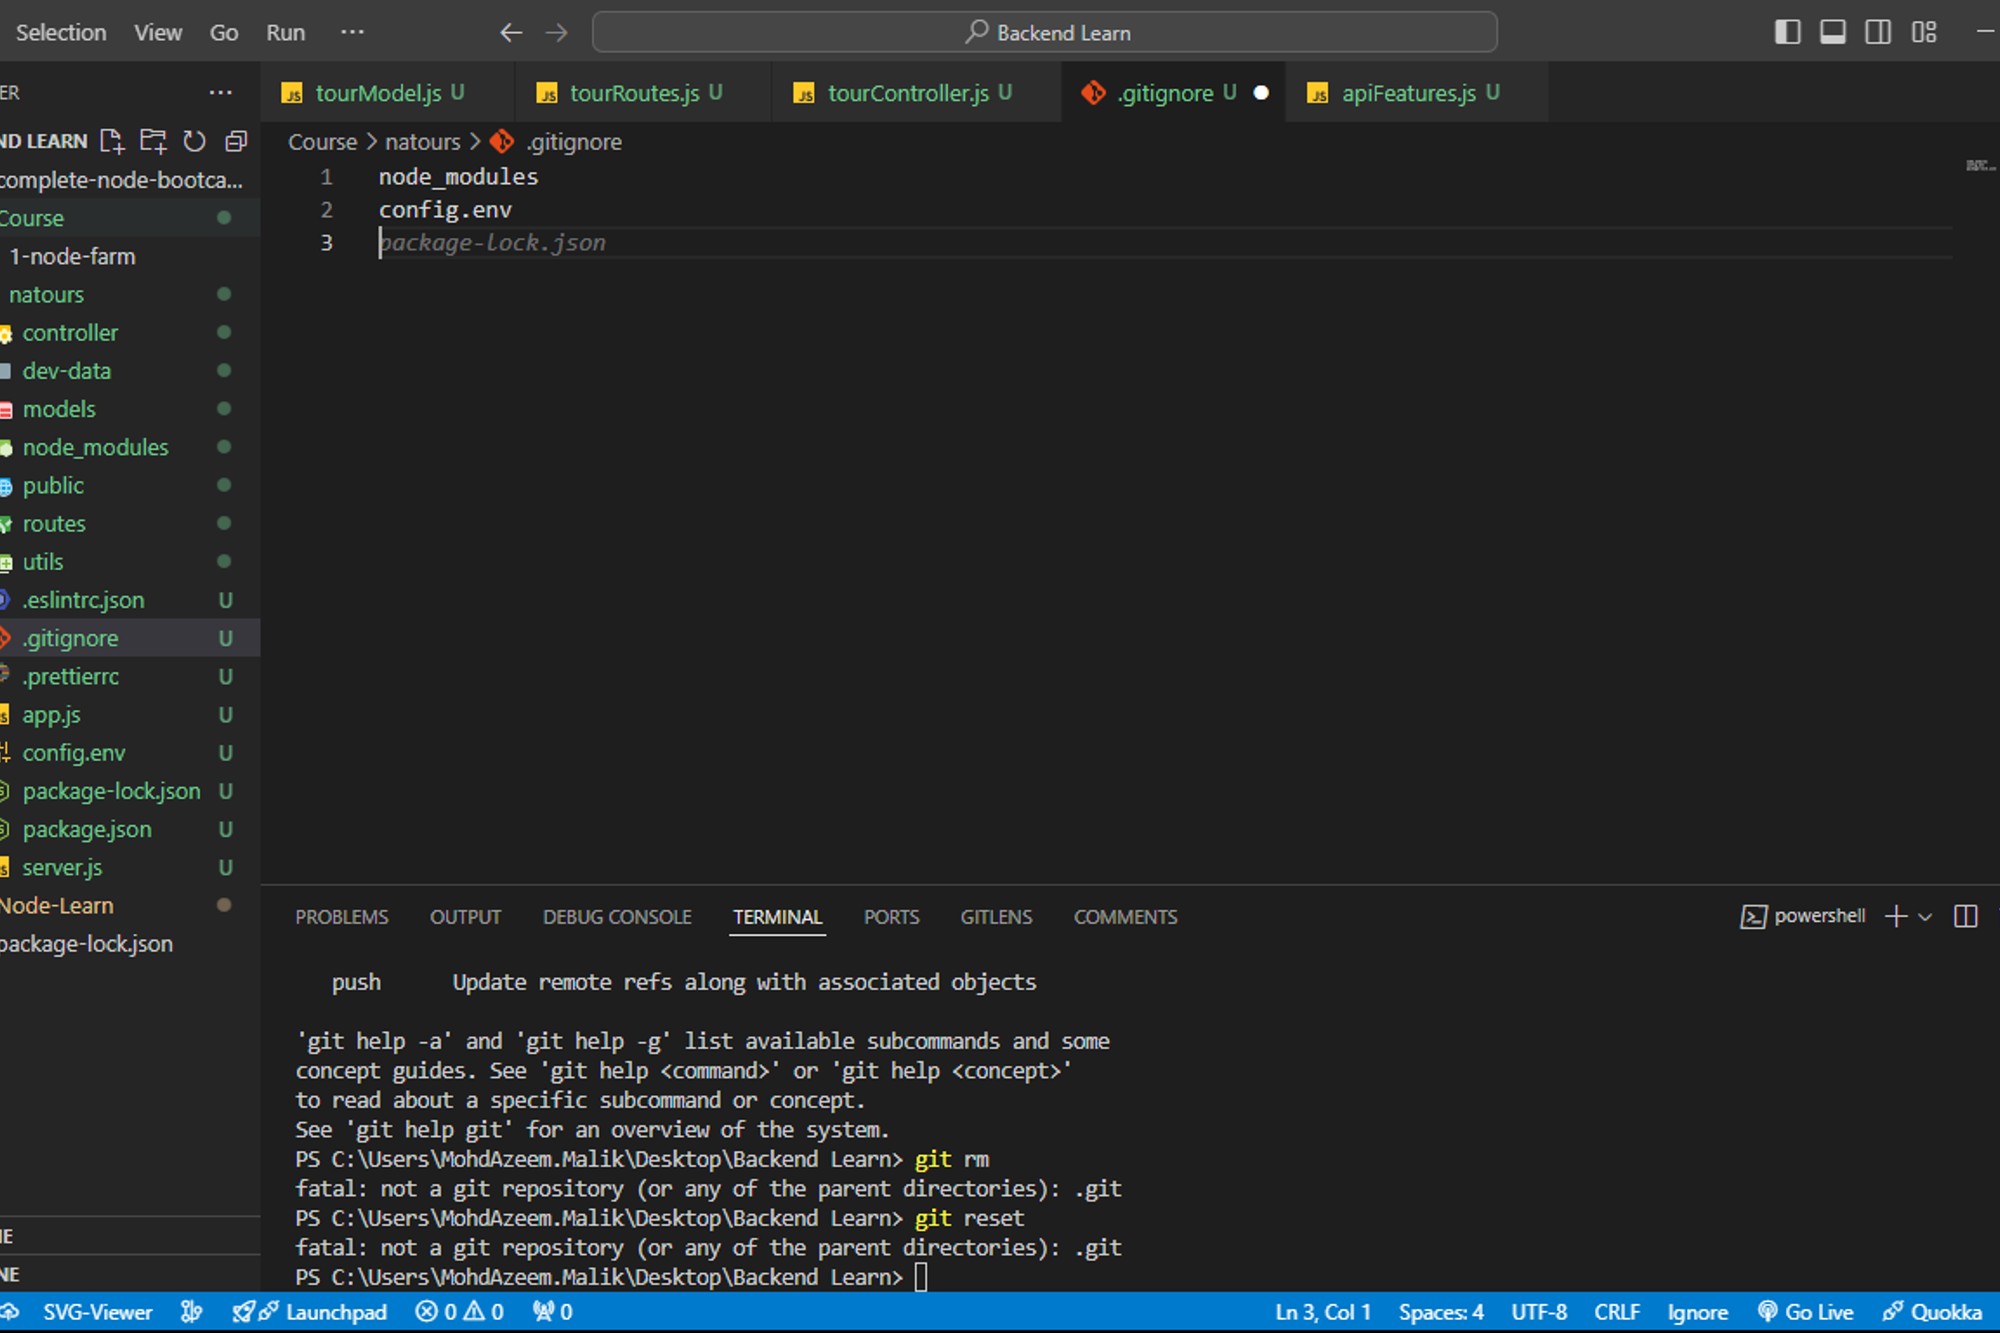 Selection View Go Run ···
Backend Learn
ER ···
tourModel.js U
tourRoutes.js U
tourController.js U
.gitignore U
apiFeatures.js U
ND LEARN
Course > natours > .gitignore
complete-node-bootca...
Course
1-node-farm
natours
controller
dev-data
models
node_modules
public
routes
utils
.eslintrc.json U
.gitignore U
.prettierrc U
app.js U
config.env U
package-lock.json U
package.json U
server.js U
Node-Learn
package-lock.json
NE
1 node_modules
2 config.env
3 package-lock.json
PROBLEMS OUTPUT DEBUG CONSOLE TERMINAL PORTS GITLENS COMMENTS
powershell
push Update remote refs along with associated objects
'git help -a' and 'git help -g' list available subcommands and some
concept guides. See 'git help <command>' or 'git help <concept>'
to read about a specific subcommand or concept.
See 'git help git' for an overview of the system.
PS C:\Users\MohdAzeem.Malik\Desktop\Backend Learn> git rm
fatal: not a git repository (or any of the parent directories): .git
PS C:\Users\MohdAzeem.Malik\Desktop\Backend Learn> git reset
fatal: not a git repository (or any of the parent directories): .git
PS C:\Users\MohdAzeem.Malik\Desktop\Backend Learn>
SVG-Viewer Launchpad 0 0 0 Ln 3, Col 1 Spaces: 4 UTF-8 CRLF Ignore Go Live Quokka